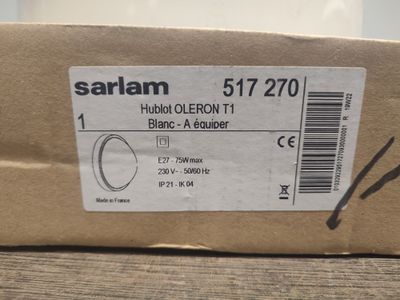 sarlam
517 270
Hublot OLERON T1
1
Blanc - A équiper
CE
E27 - 75W max
230 V~ - 50/60 Hz
IP 21 - IK 04
Made in France
R 19W22